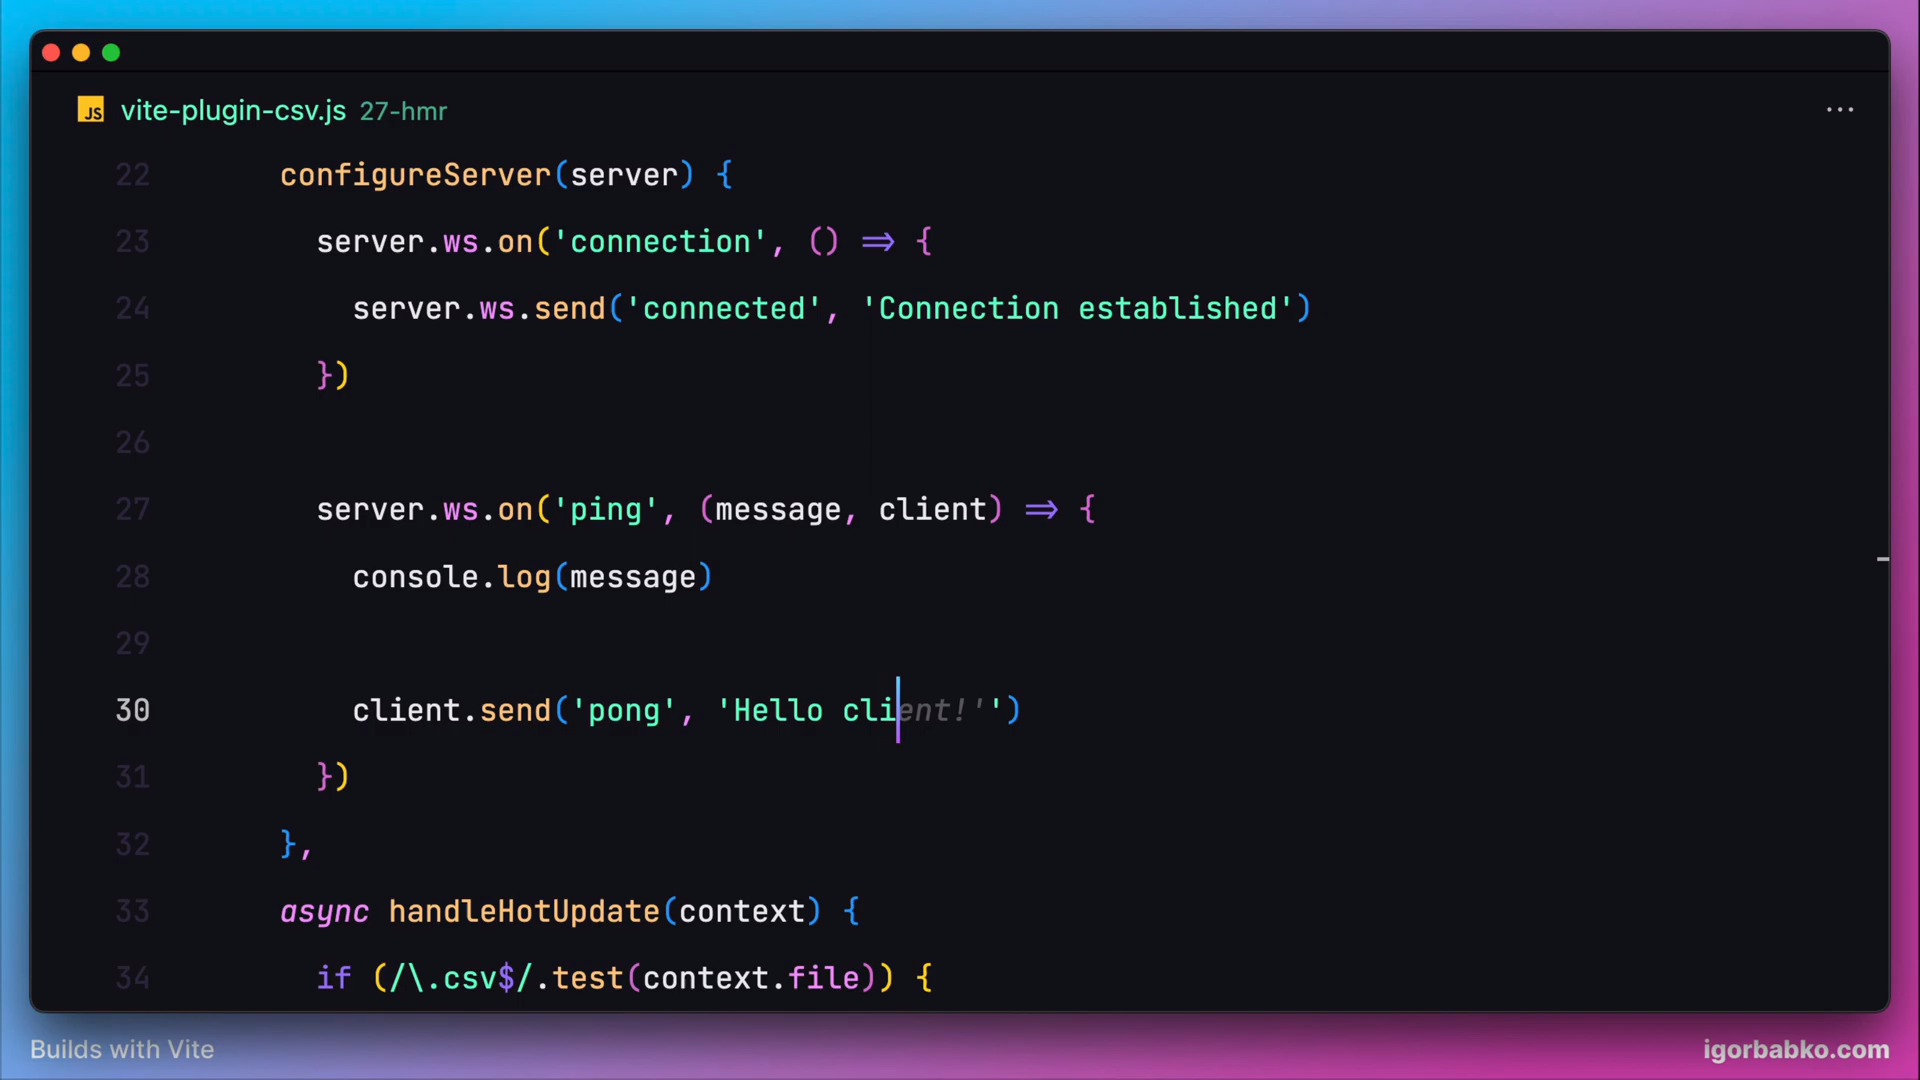 JS vite-plugin-csv.js 27-hmr ...
22 configureServer(server) {
23 server.ws.on('connection', () => {
24 server.ws.send('connected', 'Connection established')
25 })
26
27 server.ws.on('ping', (message, client) => {
28 console.log(message)
29
30 client.send('pong', 'Hello client!'')
31 })
32 },
33 async handleHotUpdate(context) {
34 if (/\.csv$/.test(context.file)) {
Builds with Vite
igorbabko.com